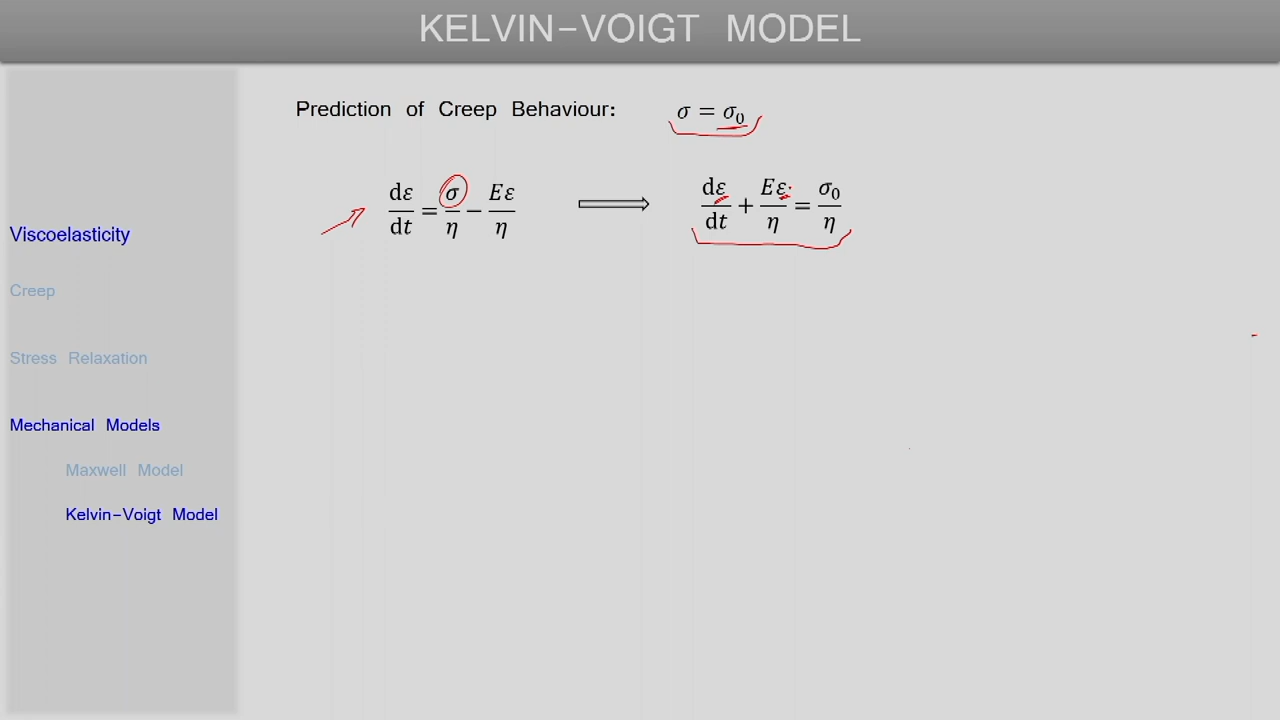 KELVIN-VOIGT MODEL
Prediction of Creep Behaviour: σ = σ₀
dε/dt = σ/η − Eε/η ⟹ dε/dt + Eε/η = σ₀/η
Viscoelasticity
Creep
Stress Relaxation
Mechanical Models
Maxwell Model
Kelvin-Voigt Model